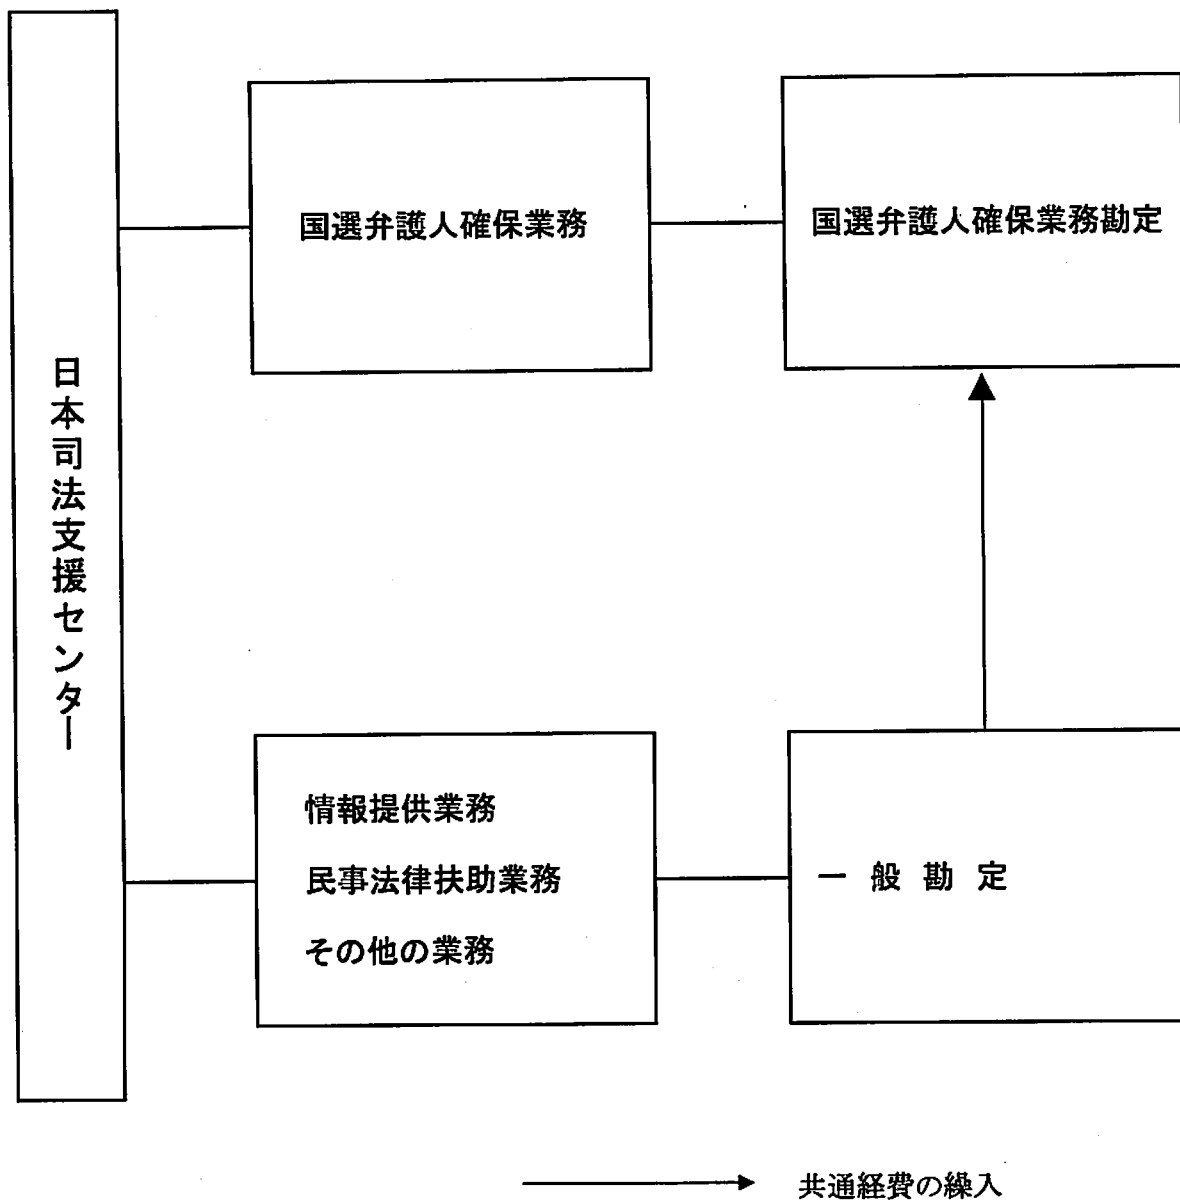 日本司法支援センター
国選弁護人確保業務
国選弁護人確保業務勘定
情報提供業務
民事法律扶助業務
その他の業務
一般勘定
共通経費の繰入